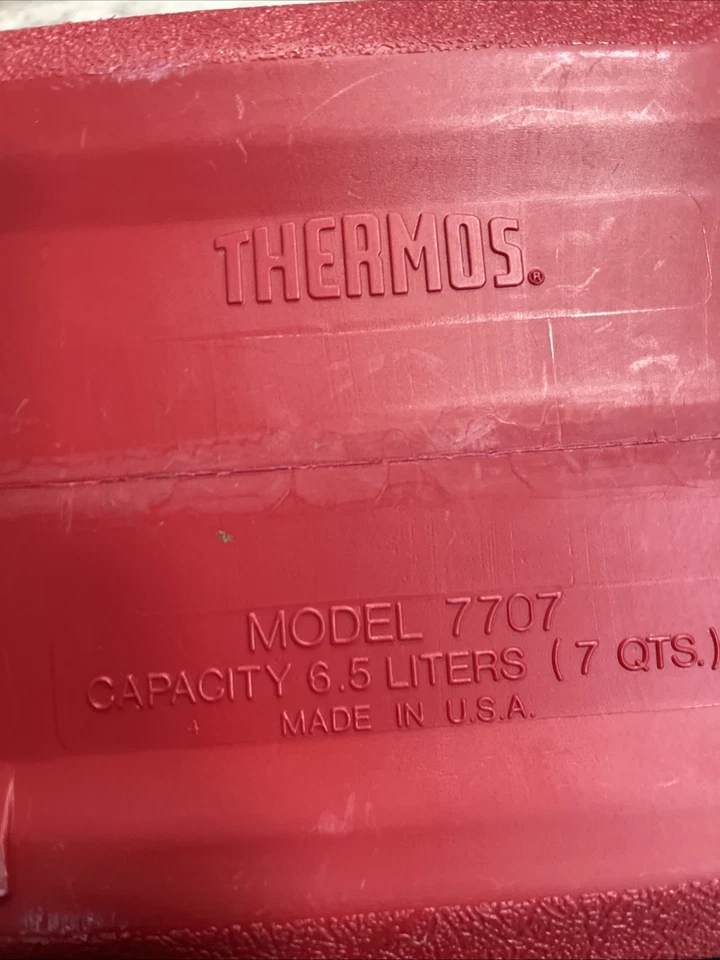 THERMOS®
MODEL 7707
CAPACITY 6.5 LITERS (7 QTS.)
MADE IN U.S.A.